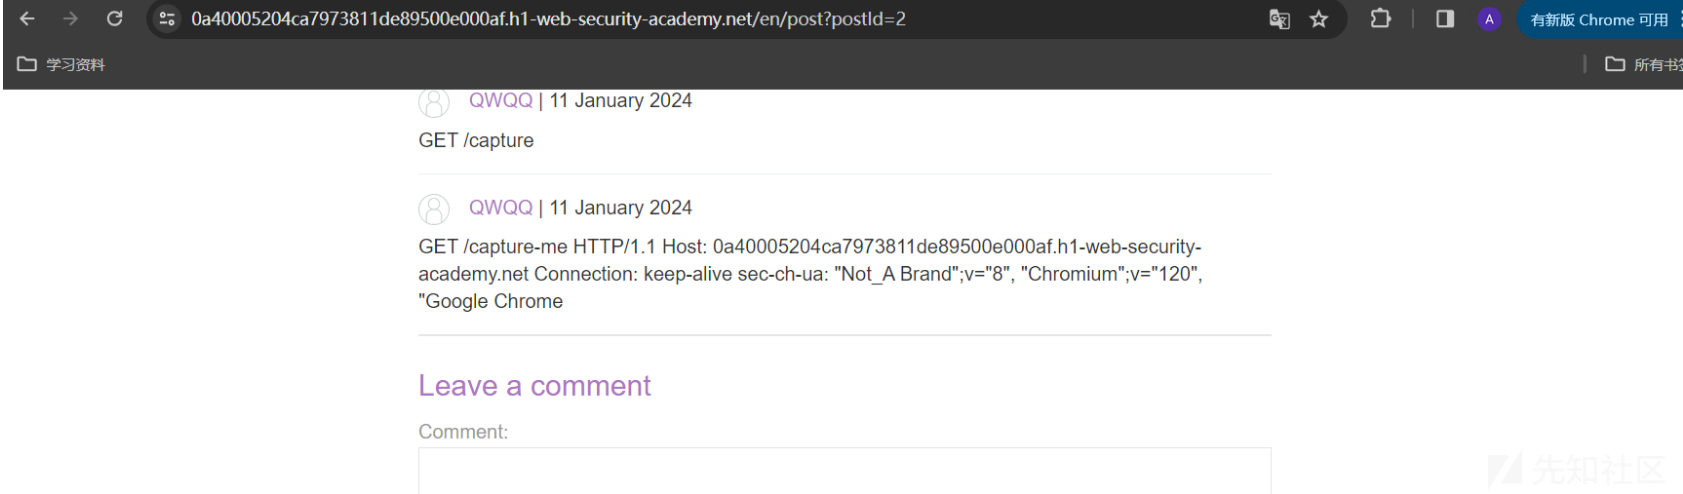 0a40005204ca7973811de89500e000af.h1-web-security-academy.net/en/post?postId=2
A
有新版 Chrome 可用
学习资料
所有书签
QWQQ | 11 January 2024
GET /capture
QWQQ | 11 January 2024
GET /capture-me HTTP/1.1 Host: 0a40005204ca7973811de89500e000af.h1-web-security-
academy.net Connection: keep-alive sec-ch-ua: "Not_A Brand";v="8", "Chromium";v="120",
"Google Chrome
Leave a comment
Comment:
先知社区